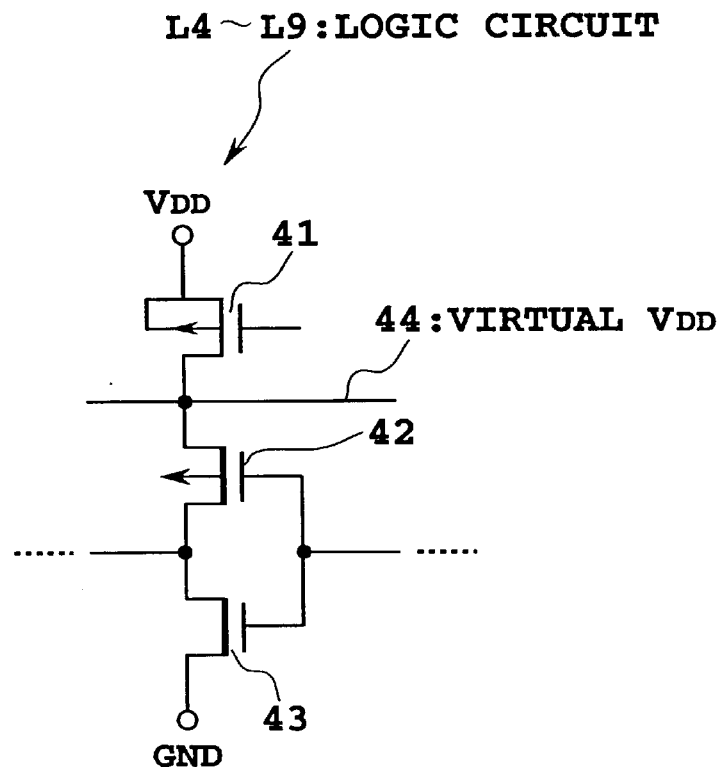 L4~L9:LOGIC CIRCUIT
VDD
41
44:VIRTUAL VDD
42
43
GND